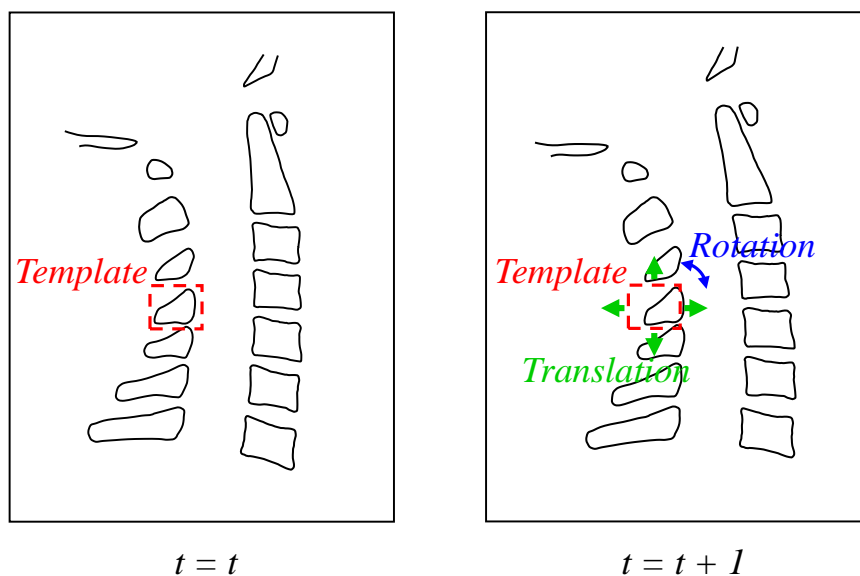 Template
t = t
Rotation
Template
Translation
t = t + 1